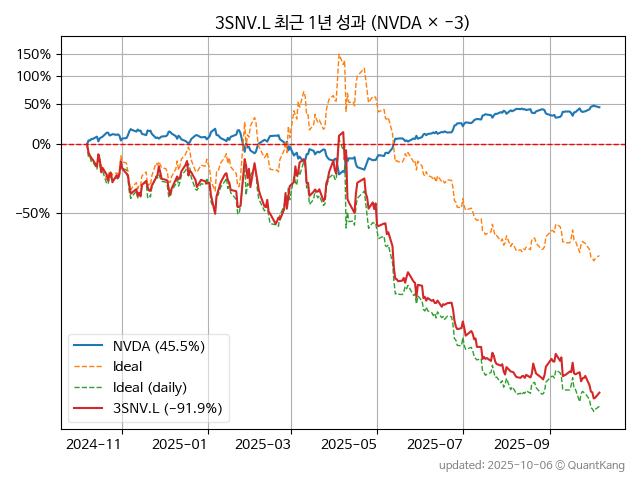 3SNV.L 최근 1년 성과 (NVDA × −3)
150%
100%
50%
0%
−50%
NVDA (45.5%)
Ideal
Ideal (daily)
3SNV.L (−91.9%)
2024−11
2025−01
2025−03
2025−05
2025−07
2025−09
updated: 2025-10-06 © QuantKang